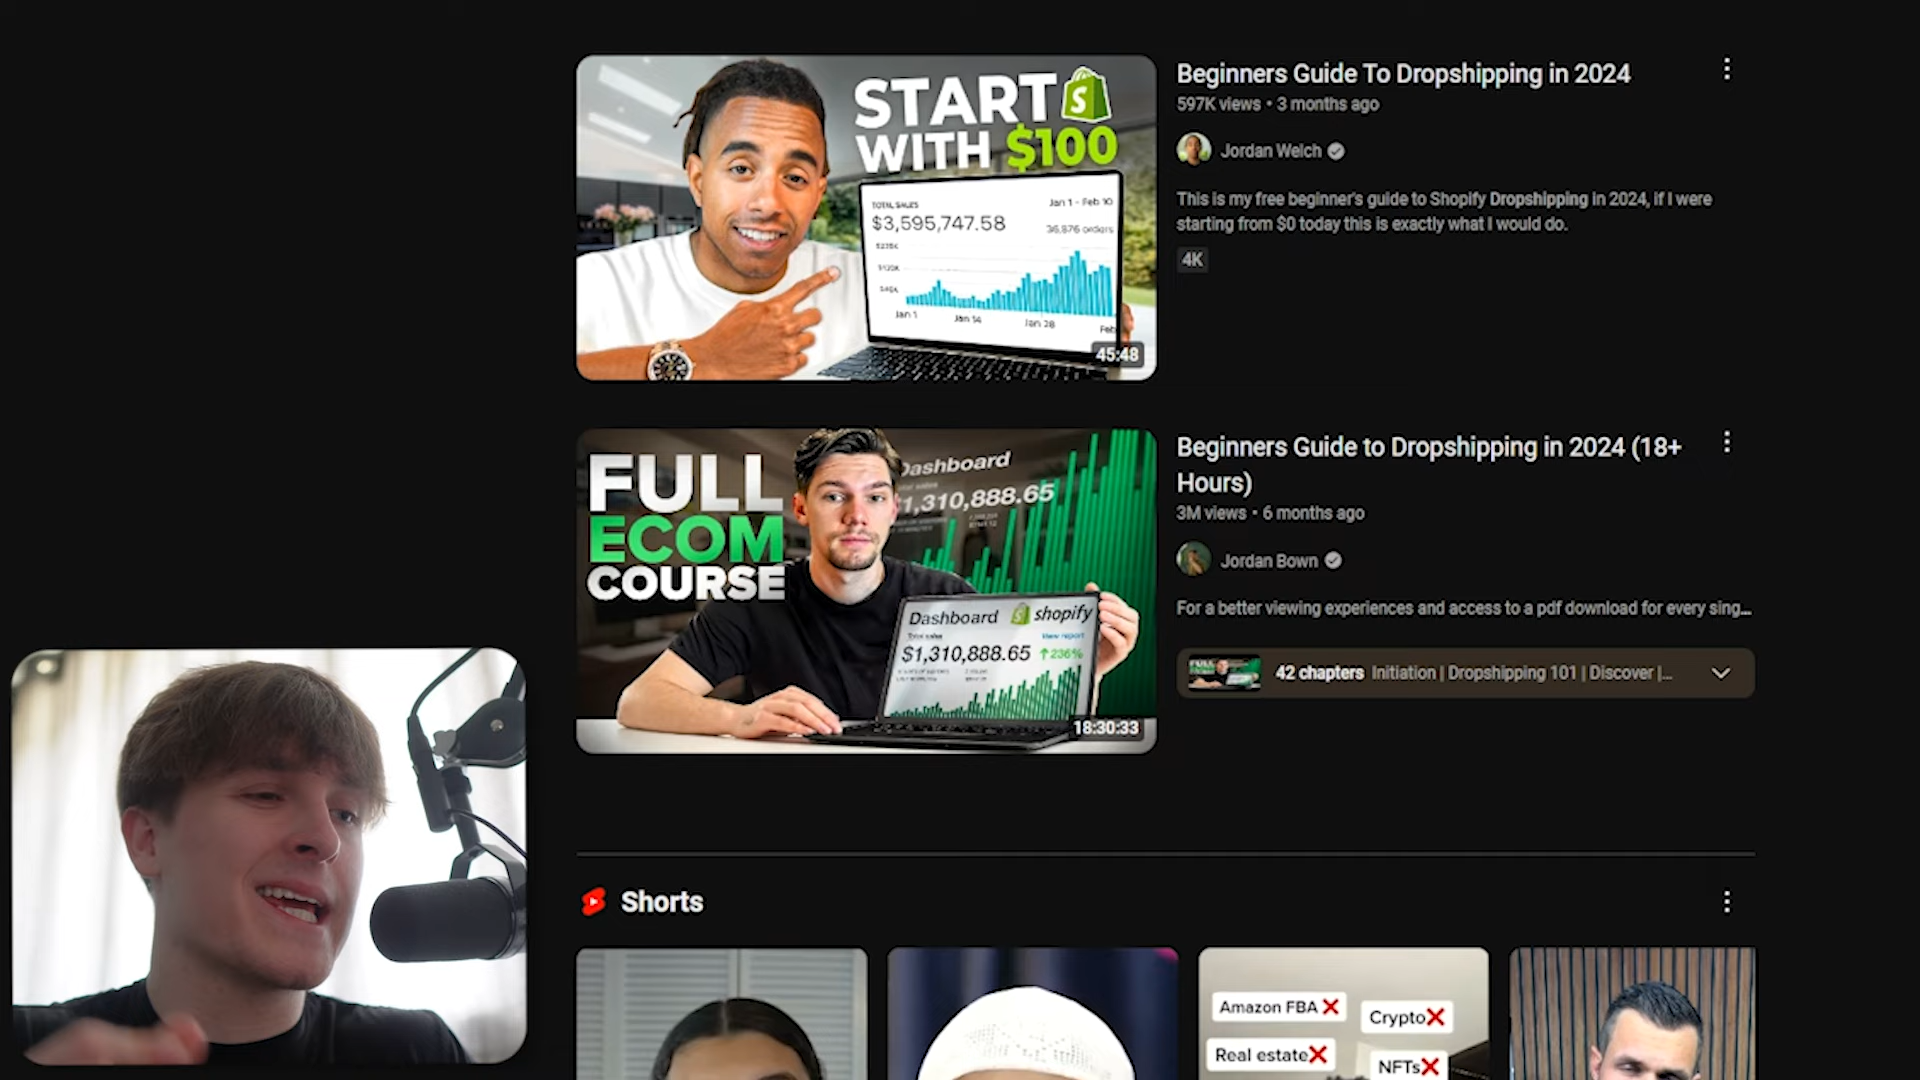 START
WITH $100
TOTAL SALES
Jan 1 - Feb 10
$3,595,747.58
36,876 orders
Jan 1
Jan 14
Jan 28
Feb
45:48
Beginners Guide To Dropshipping in 2024
597K views • 3 months ago
Jordan Welch
This is my free beginner's guide to Shopify Dropshipping in 2024, if I were
starting from $0 today this is exactly what I would do.
4K
FULL
ECOM
COURSE
Dashboard
$1,310,888.65
Dashboard
shopify
Total sales
View report
$1,310,888.65
236%
18:30:33
Beginners Guide to Dropshipping in 2024 (18+
Hours)
3M views • 6 months ago
Jordan Bown
For a better viewing experiences and access to a pdf download for every sing...
42 chapters Initiation | Dropshipping 101 | Discover |...
Shorts
Amazon FBA
Crypto
Real estate
NFTs